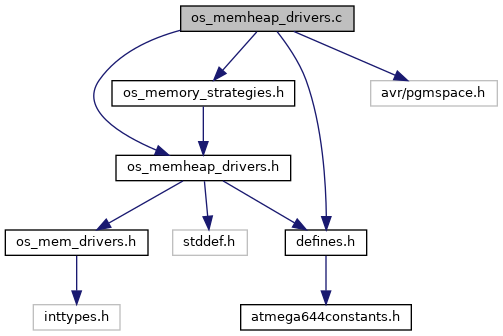 os_memheap_drivers.c
os_memory_strategies.h
avr/pgmspace.h
os_memheap_drivers.h
os_mem_drivers.h
stddef.h
defines.h
inttypes.h
atmega644constants.h